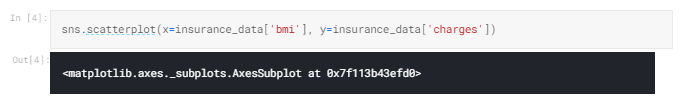 In [4]:
sns.scatterplot(x=insurance_data['bmi'], y=insurance_data['charges'])
Out[4]:
<matplotlib.axes._subplots.AxesSubplot at 0x7f113b43efd0>